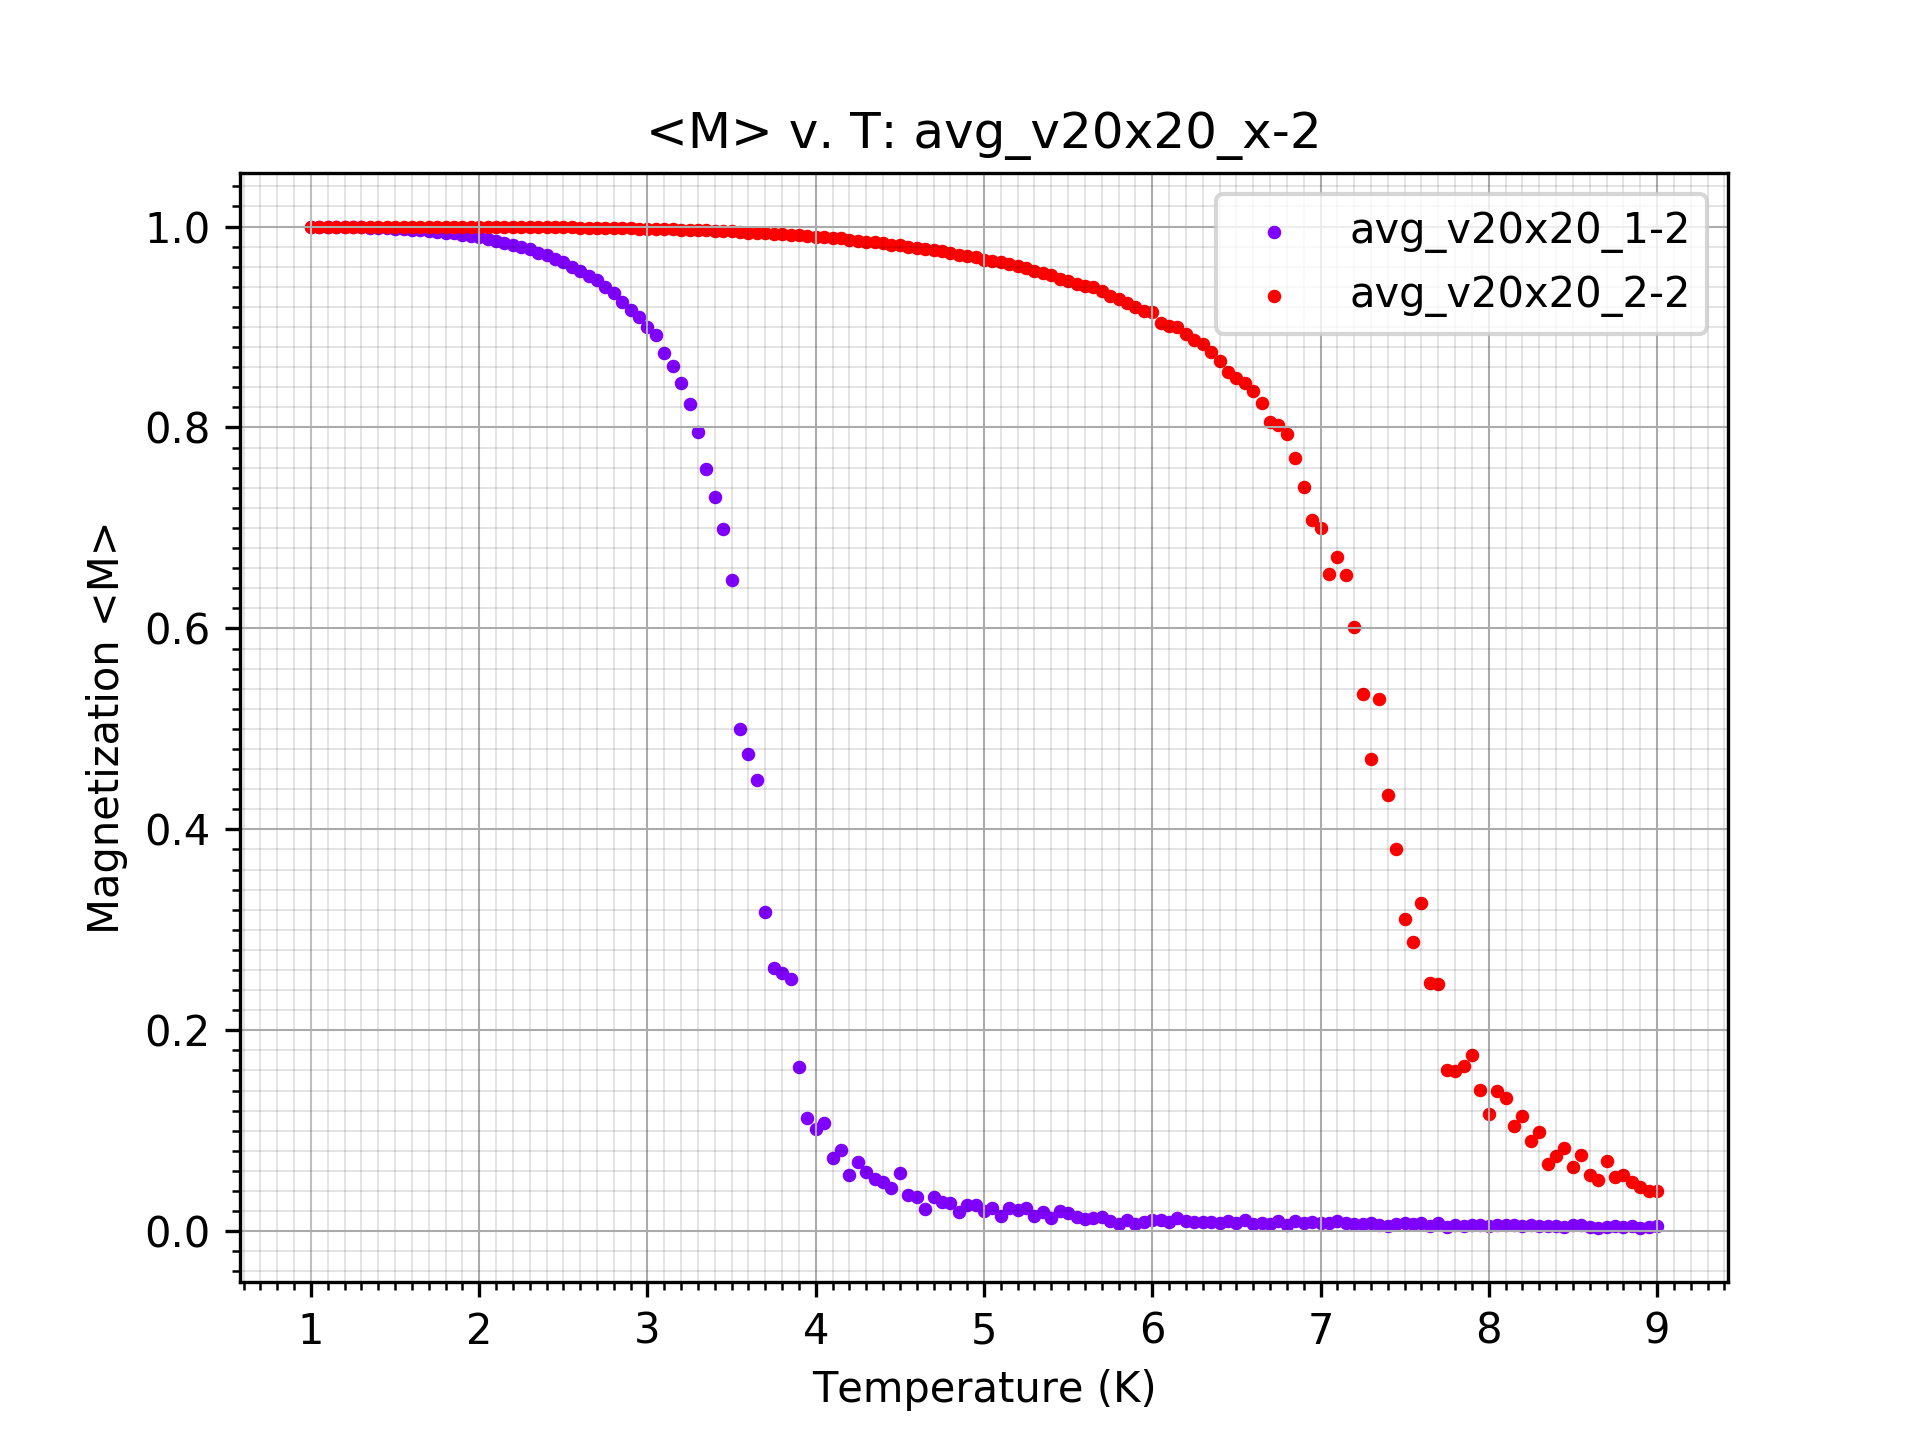 <M> v. T: avg_v20x20_x-2
avg_v20x20_1-2
avg_v20x20_2-2
Magnetization <M>
1.0
0.8
0.6
0.4
0.2
0.0
1 2 3 4 5 6 7 8 9
Temperature (K)